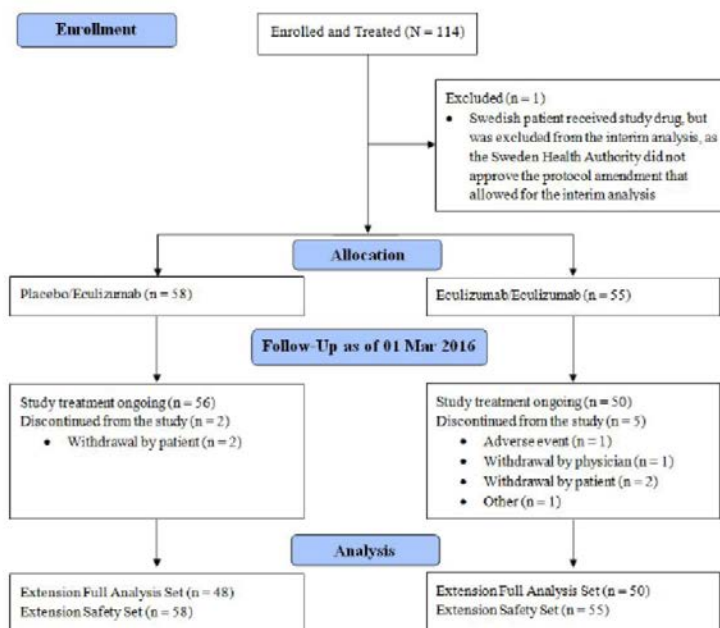 Enrollment
Enrolled and Treated (N = 114)
Excluded (n = 1)
• Swedish patient received study drug, but
was excluded from the interim analysis, as
the Sweden Health Authority did not
approve the protocol amendment that
allowed for the interim analysis
Allocation
Placebo/Eculizumab (n = 58)
Eculizumab/Eculizumab (n = 55)
Follow-Up as of 01 Mar 2016
Study treatment ongoing (n = 56)
Discontinued from the study (n = 2)
• Withdrawal by patient (n = 2)
Study treatment ongoing (n = 50)
Discontinued from the study (n = 5)
• Adverse event (n = 1)
• Withdrawal by physician (n = 1)
• Withdrawal by patient (n = 2)
• Other (n = 1)
Analysis
Extension Full Analysis Set (n = 48)
Extension Safety Set (n = 58)
Extension Full Analysis Set (n = 50)
Extension Safety Set (n = 55)